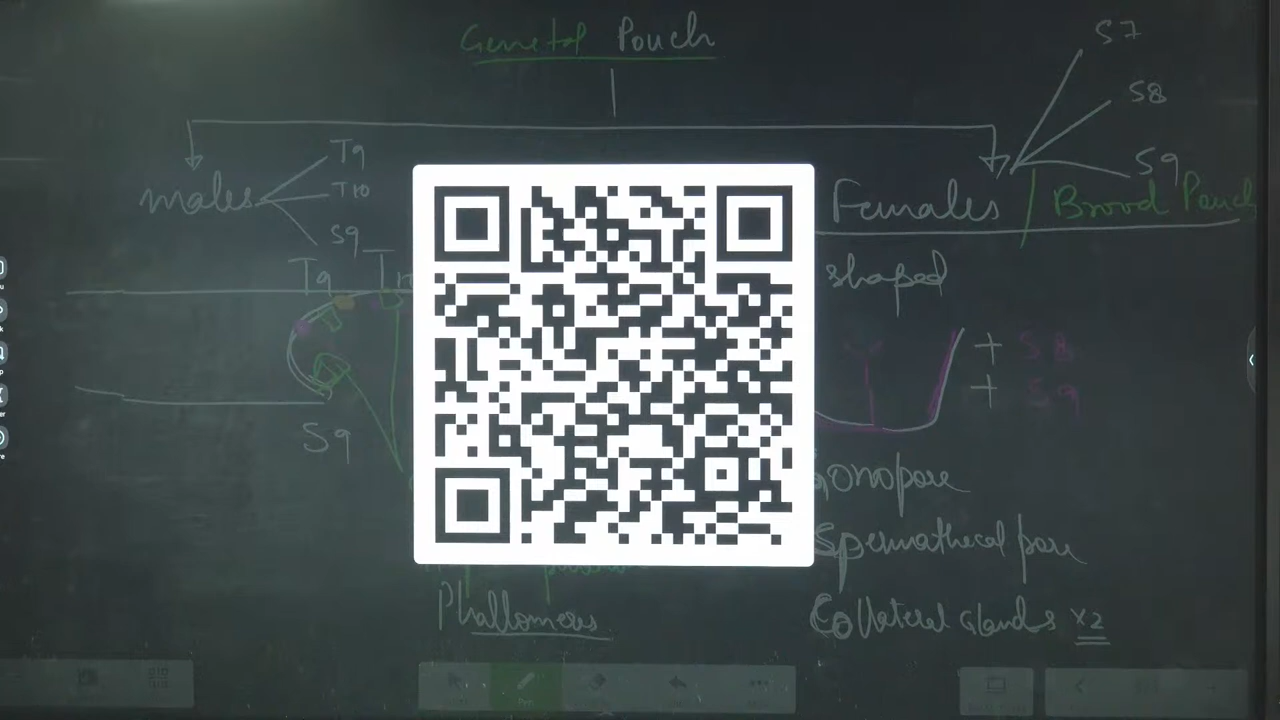 Genetal Pouch
S7
S8
S9
males
T9
T10
S9
Females / Brood Pouch
T9
shaped
+ S8
+ S9
S9
Gonopore
Spermathecal pore
Phallomeres
Collateral Glands x2